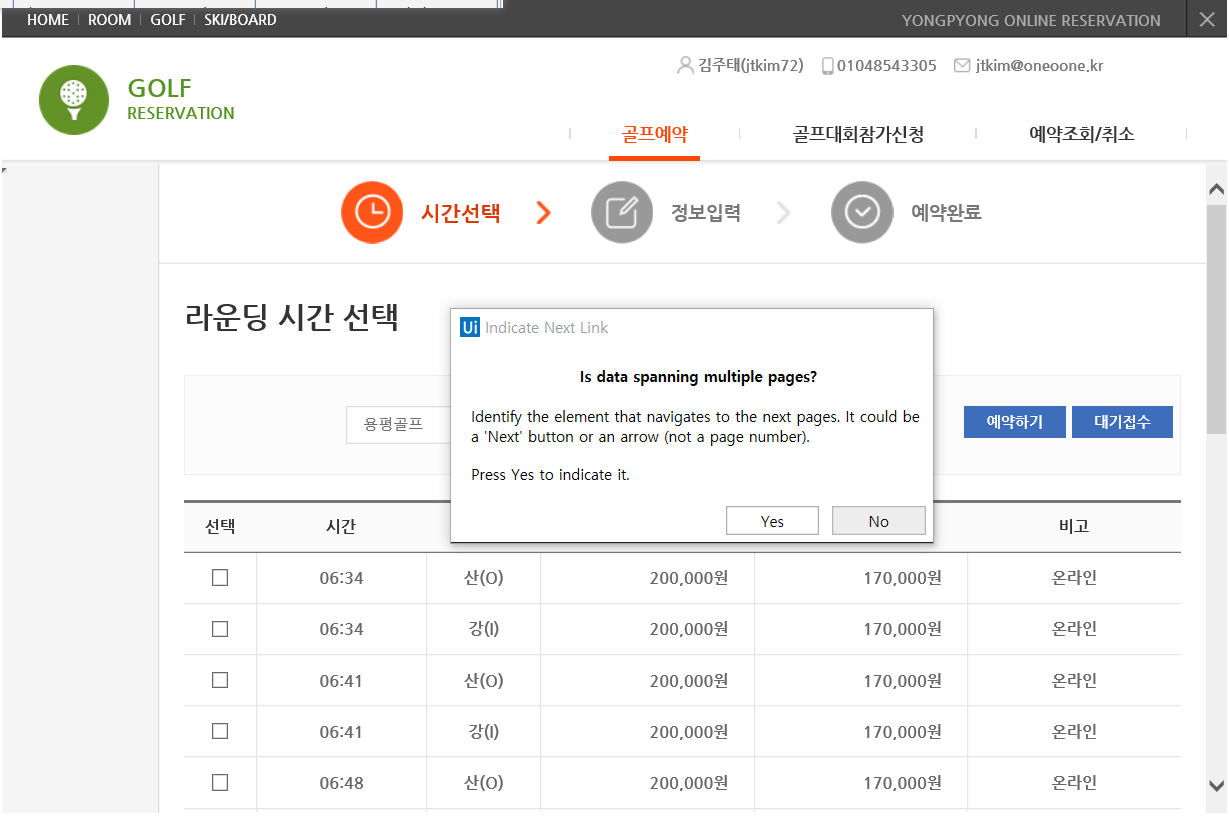 HOME ROOM GOLF SKI/BOARD YONGPYONG ONLINE RESERVATION
김주태(jtkim72) 01048543305 jtkim@oneoone.kr
GOLF
RESERVATION
골프예약 골프대회참가신청 예약조회/취소
시간선택 정보입력 예약완료
라운딩 시간 선택
Ui Indicate Next Link
Is data spanning multiple pages?
Identify the element that navigates to the next pages. It could be
a 'Next' button or an arrow (not a page number).
Press Yes to indicate it.
Yes No
용평골프 예약하기 대기접수
선택 시간 비고
06:34 산(O) 200,000원 170,000원 온라인
06:34 강(I) 200,000원 170,000원 온라인
06:41 산(O) 200,000원 170,000원 온라인
06:41 강(I) 200,000원 170,000원 온라인
06:48 산(O) 200,000원 170,000원 온라인